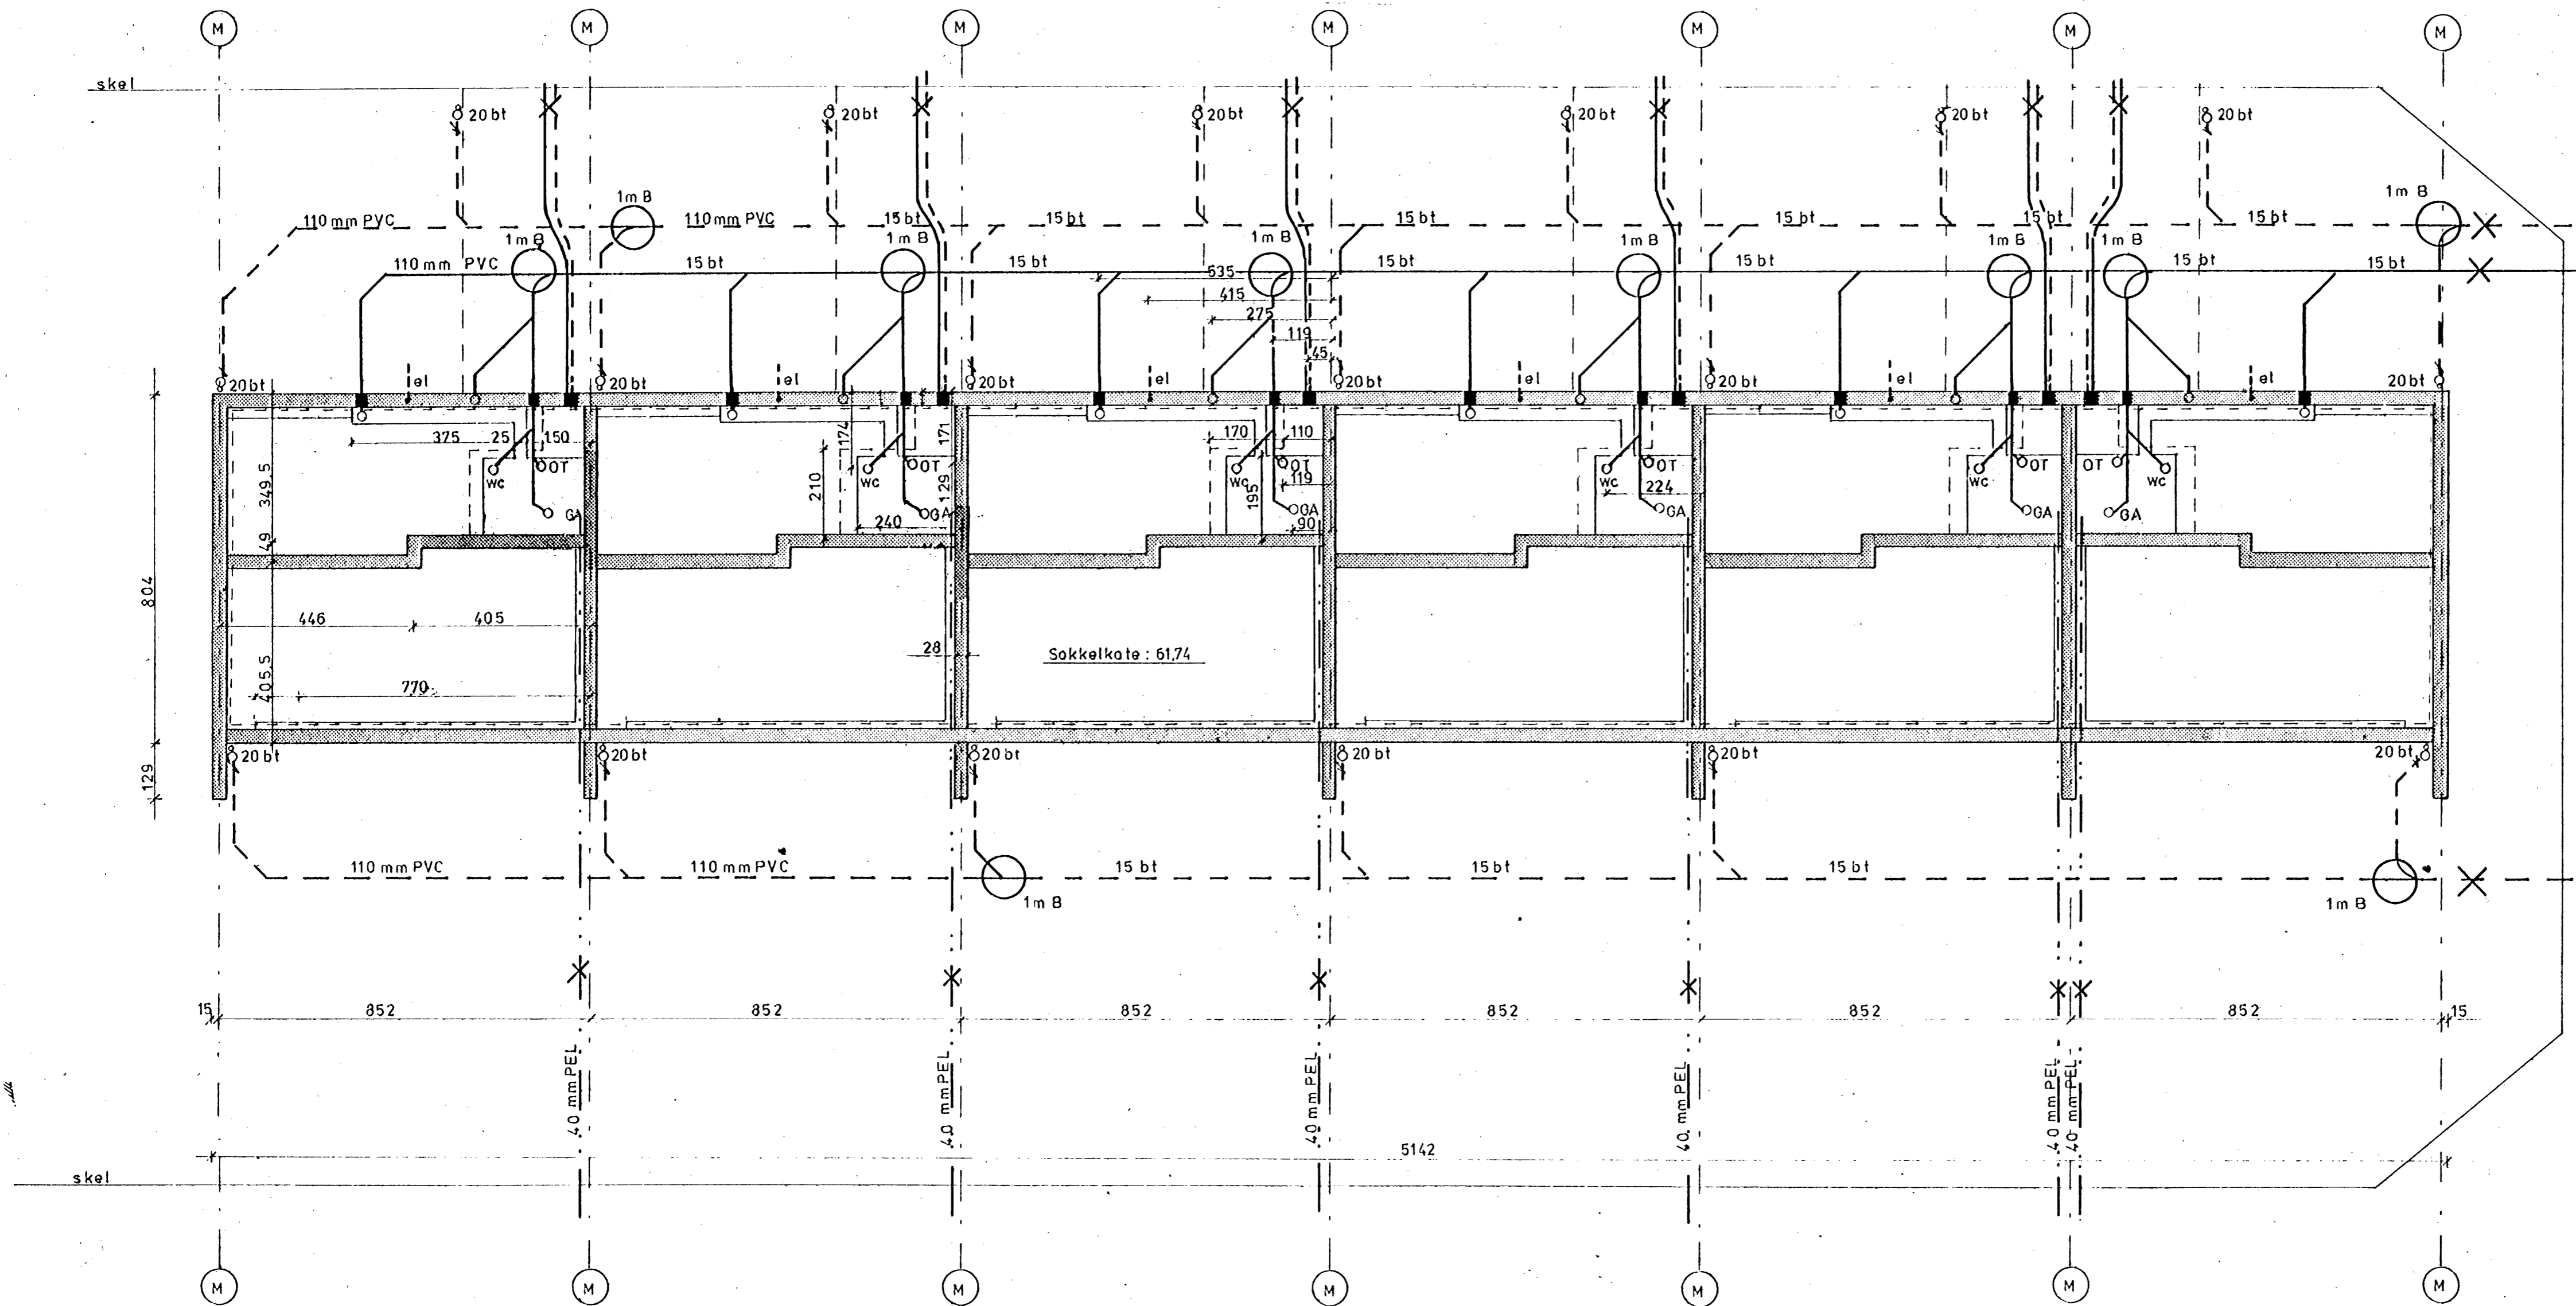 M M M M M M M
skel
20 bt 20 bt 20 bt 20 bt 20 bt 20 bt
1m B 1m B
110 mm PVC 110 mm PVC 15 bt 15 bt 15 bt 15 bt 15 bt 15 bt
1m B 1m B 1m B 1m B 1m B 1m B
110 mm PVC 15 bt 15 bt 15 bt 15 bt 15 bt 15 bt
635
415
275
119
45
20 bt el 20 bt el 20 bt el 20 bt el 20 bt el el 20 bt
375 25 150 174 171 170 110
WC OT WC OT WC OT WC OT WC OT OT WC
349.5 210 129 195 119 224
GA GA GA GA GA GA
240 90
49
804
446 405
28
Sokkelkote : 61,74
405.5
770
20 bt 20 bt 20 bt 20 bt 20 bt 20 bt
129
110 mm PVC 110 mm PVC 15 bt 15 bt 15 bt
1m B 1m B
15 852 852 852 852 852 852 15
40 mm PEL 40 mm PEL 40 mm PEL 40 mm PEL 40 mm PEL 40 mm PEL
5142
skel
M M M M M M M